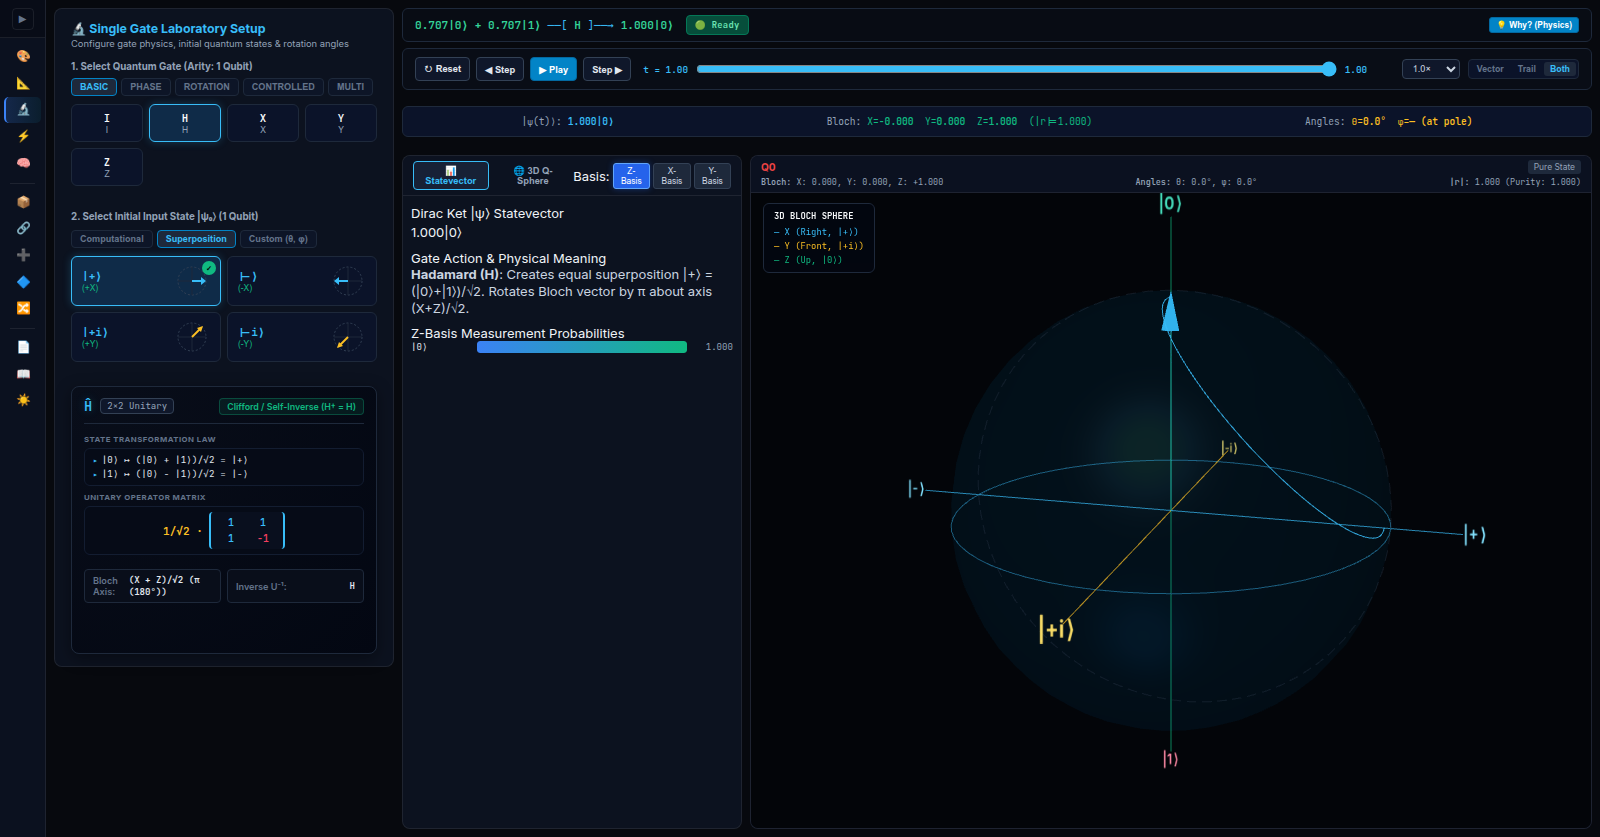 Single Gate Laboratory Setup
Configure gate physics, initial quantum states & rotation angles
1. Select Quantum Gate (Arity: 1 Qubit)
BASIC PHASE ROTATION CONTROLLED MULTI
I H X Y
I H X Y
Z
Z
2. Select Initial Input State |ψ₀⟩ (1 Qubit)
Computational Superposition Custom (θ, φ)
|+⟩ |−⟩
(+X) (-X)
|+i⟩ |−i⟩
(+Y) (-Y)
Ĥ 2×2 Unitary Clifford / Self-Inverse (H† = H)
STATE TRANSFORMATION LAW
▸ |0⟩ ↦ (|0⟩ + |1⟩)/√2 = |+⟩
▸ |1⟩ ↦ (|0⟩ - |1⟩)/√2 = |-⟩
UNITARY OPERATOR MATRIX
1/√2 ·
1 1
1 -1
Bloch Axis: (X + Z)/√2 (π (180°))
Inverse U⁻¹: H
0.707|0⟩ + 0.707|1⟩ ──[ H ]──→ 1.000|0⟩ Ready
💡 Why? (Physics)
↻ Reset ◀ Step ▶ Play Step ▶ t = 1.00 1.00 1.0× Vector Trail Both
|ψ(t)⟩: 1.000|0⟩ Bloch: X=-0.000 Y=0.000 Z=1.000 (|r|=1.000) Angles: θ=0.0° φ=— (at pole)
Statevector
3D Q-Sphere
Basis: Z-Basis X-Basis Y-Basis
Dirac Ket |ψ⟩ Statevector
1.000|0⟩
Gate Action & Physical Meaning
Hadamard (H): Creates equal superposition |+⟩ =
(|0⟩+|1⟩)/√2. Rotates Bloch vector by π about axis
(X+Z)/√2.
Z-Basis Measurement Probabilities
|0⟩ 1.000
Q0 Pure State
Bloch: X: 0.000, Y: 0.000, Z: +1.000 Angles: θ: 0.0°, φ: 0.0° |r|: 1.000 (Purity: 1.000)
3D BLOCH SPHERE
— X (Right, |+⟩)
— Y (Front, |+i⟩)
— Z (Up, |0⟩)
|0⟩
|-i⟩
|-⟩
|+⟩
|+i⟩
|1⟩